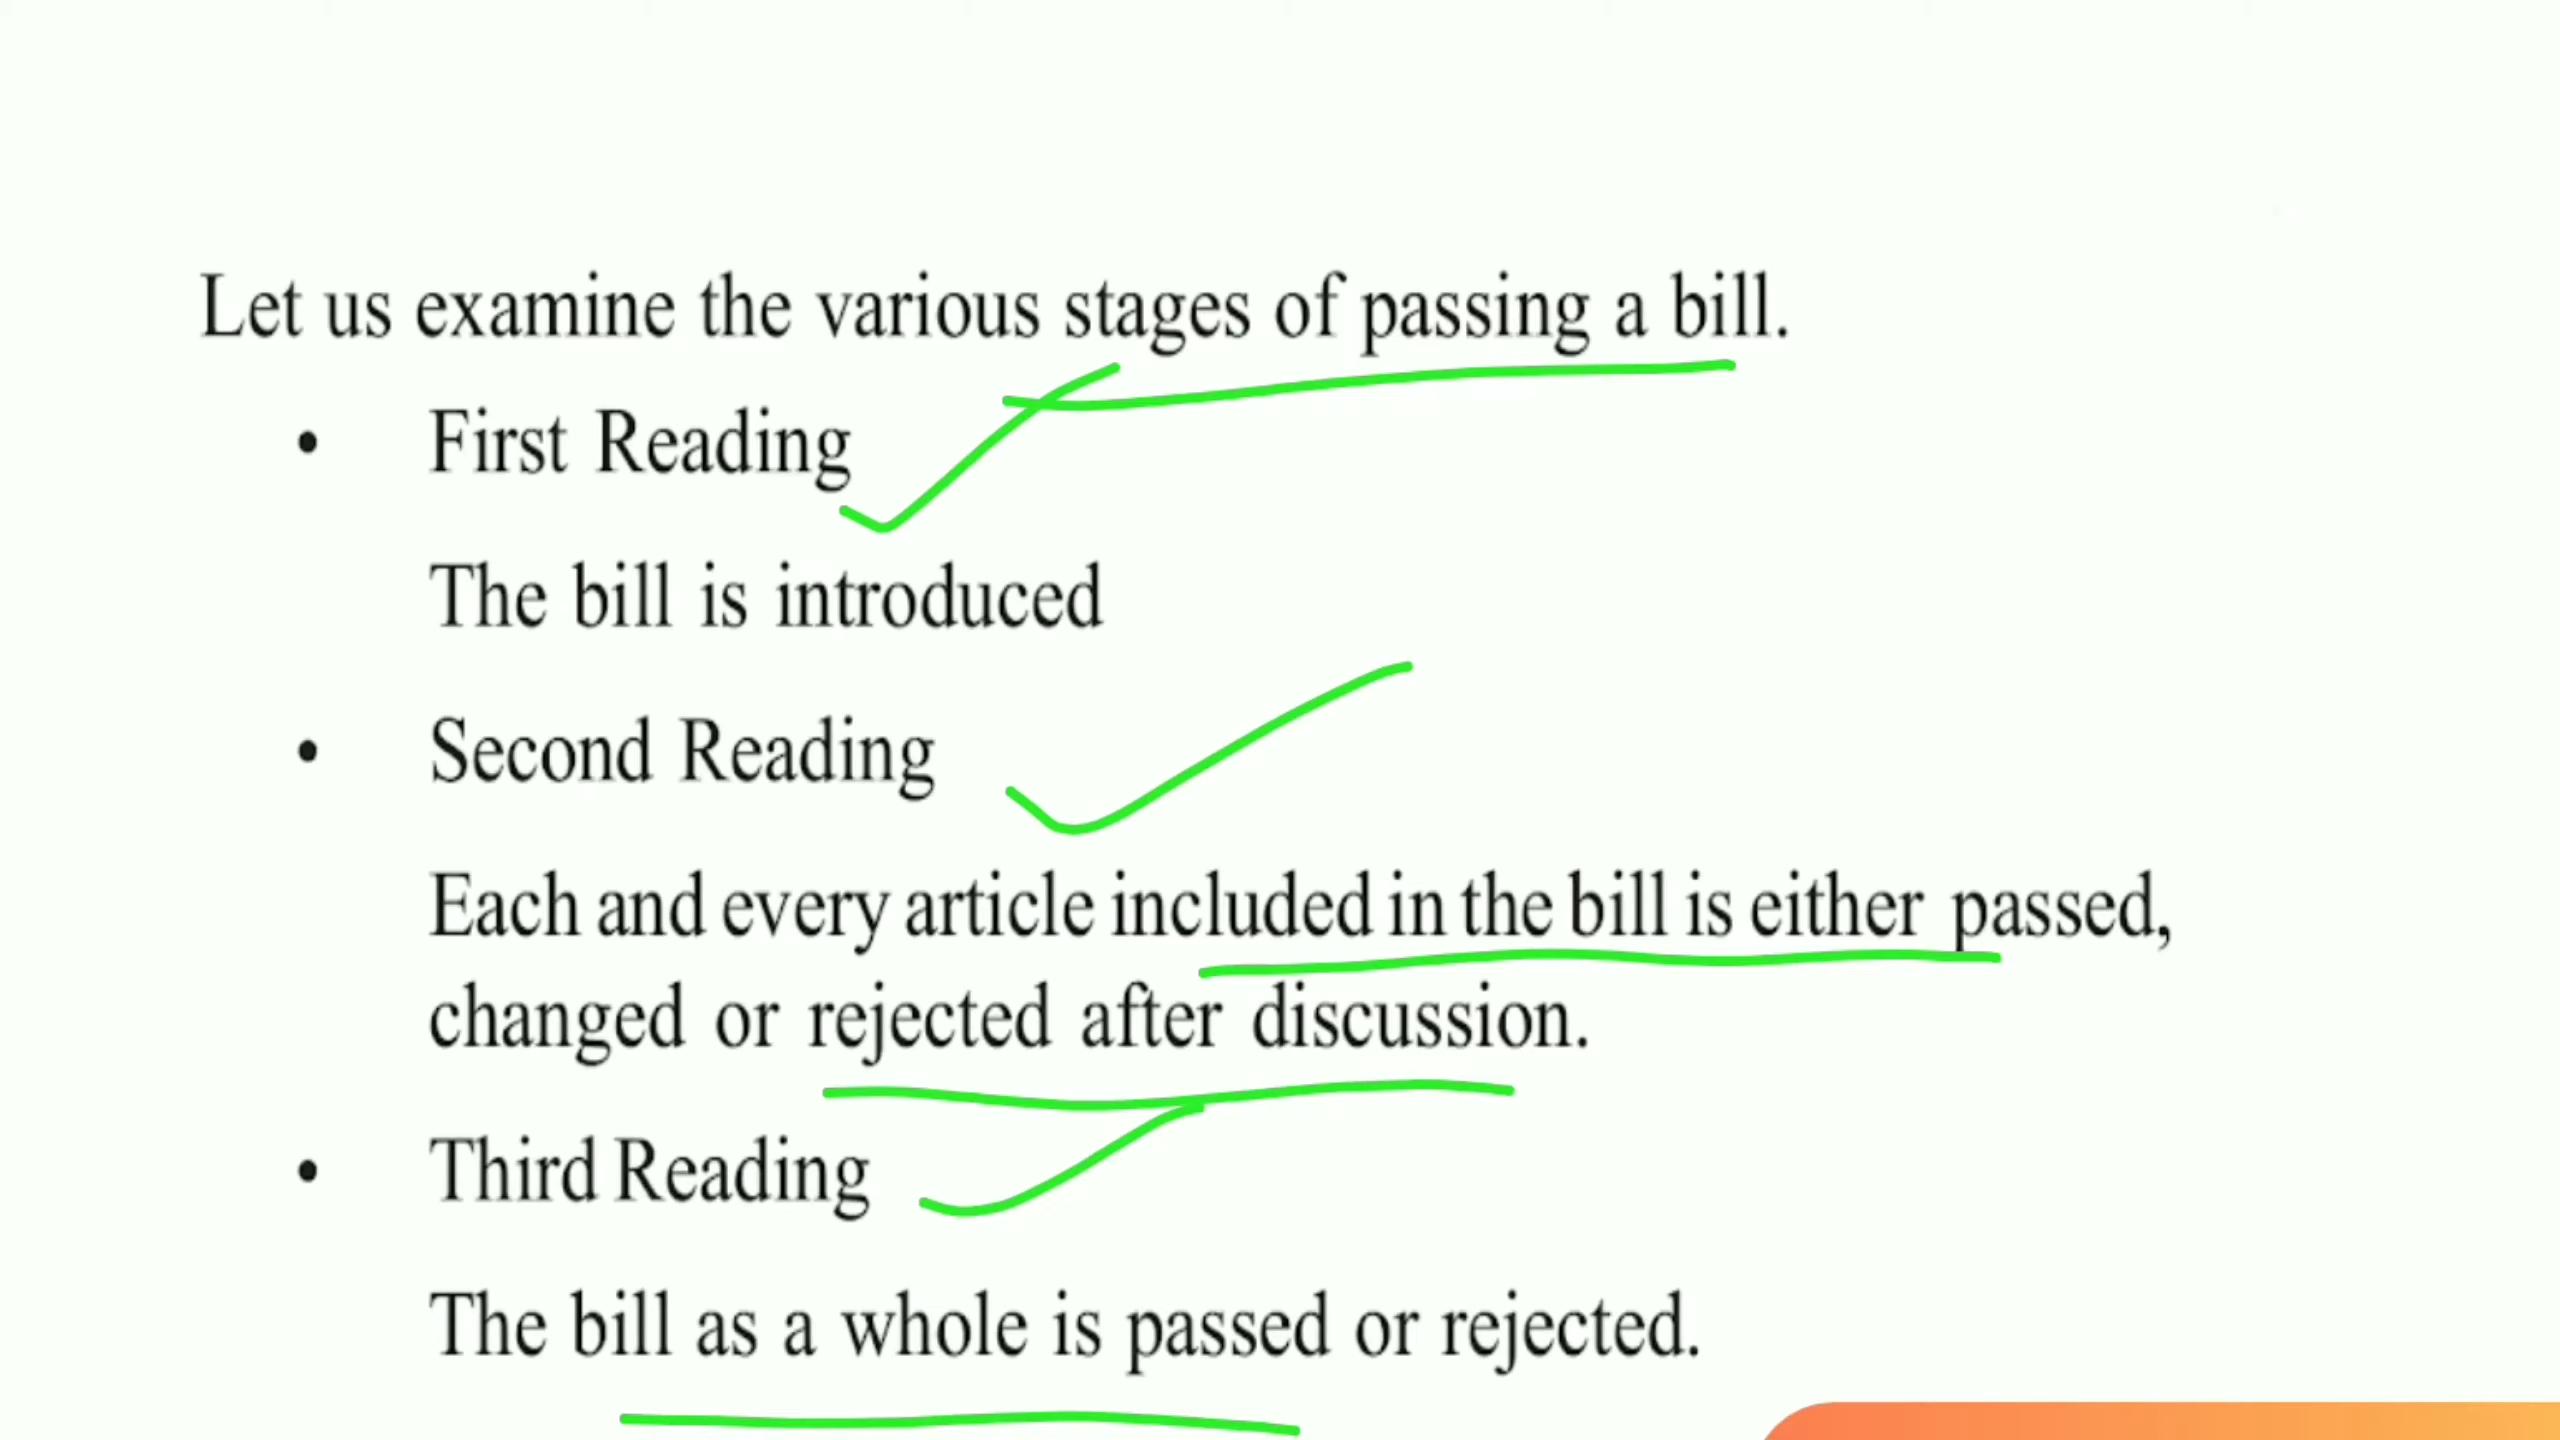 Let us examine the various stages of passing a bill.
• First Reading
The bill is introduced
• Second Reading
Each and every article included in the bill is either passed,
changed or rejected after discussion.
• Third Reading
The bill as a whole is passed or rejected.